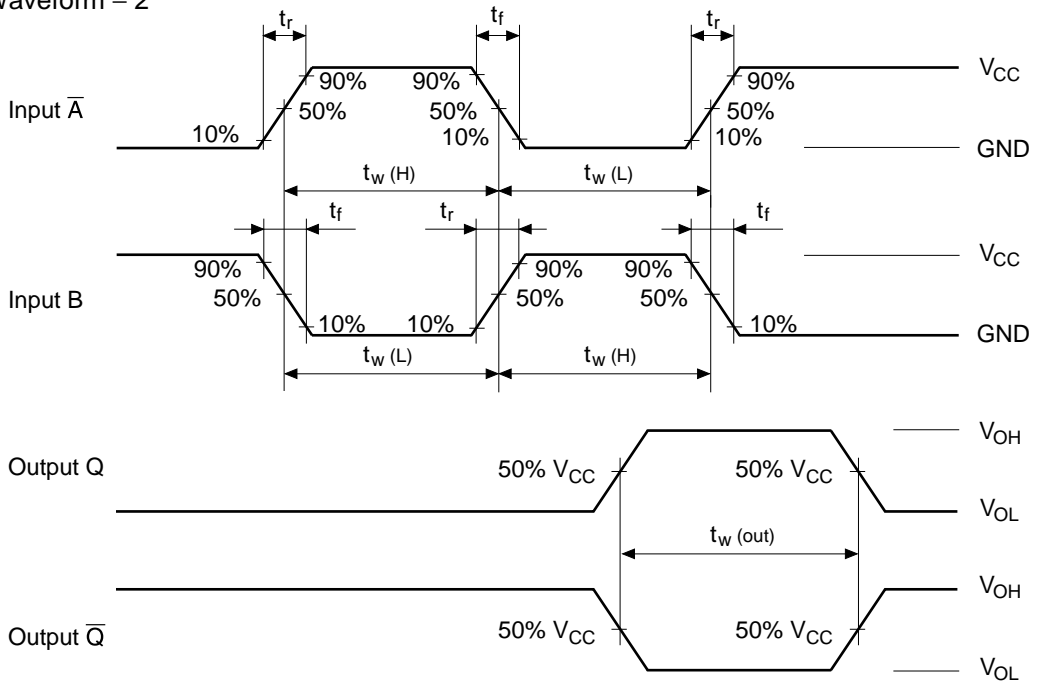 Waveform – 2
tr tf tr
Input A̅ 90% 90% 90% VCC
50% 50% 50%
10% 10% 10% GND
tw (H) tw (L)
tf tr tf
VCC
90% 90% 90%
Input B 50% 50% 50%
10% 10% 10% GND
tw (L) tw (H)
VOH
Output Q 50% VCC 50% VCC
VOL
tw (out)
VOH
Output Q̅ 50% VCC 50% VCC
VOL